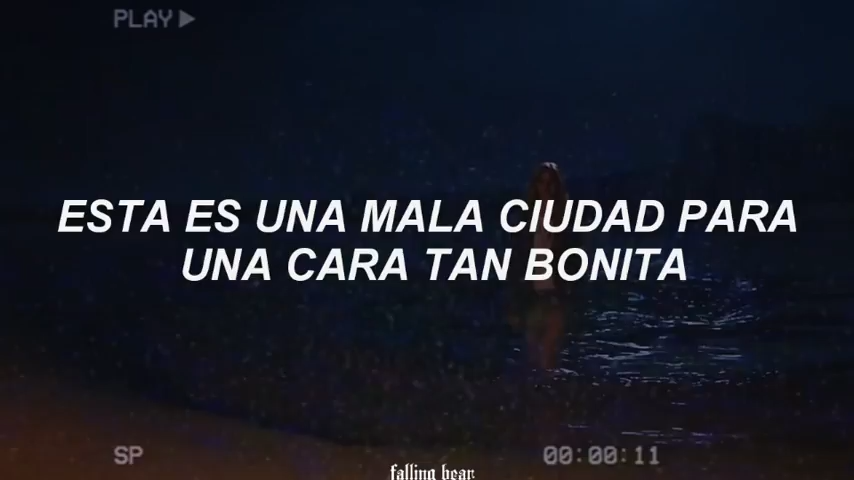 PLAY
ESTA ES UNA MALA CIUDAD PARA
UNA CARA TAN BONITA
SP
00:00:11
falling bear